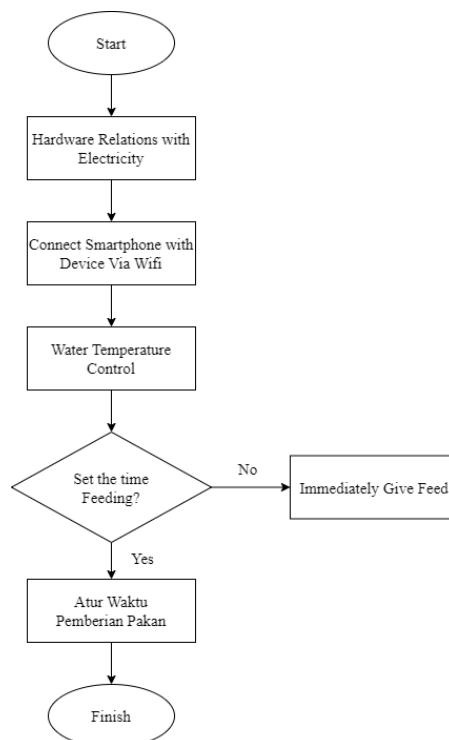 Start
Hardware Relations with
Electricity
Connect Smartphone with
Device Via Wifi
Water Temperature
Control
Set the time
Feeding?
No
Immediately Give Feed
Yes
Atur Waktu
Pemberian Pakan
Finish